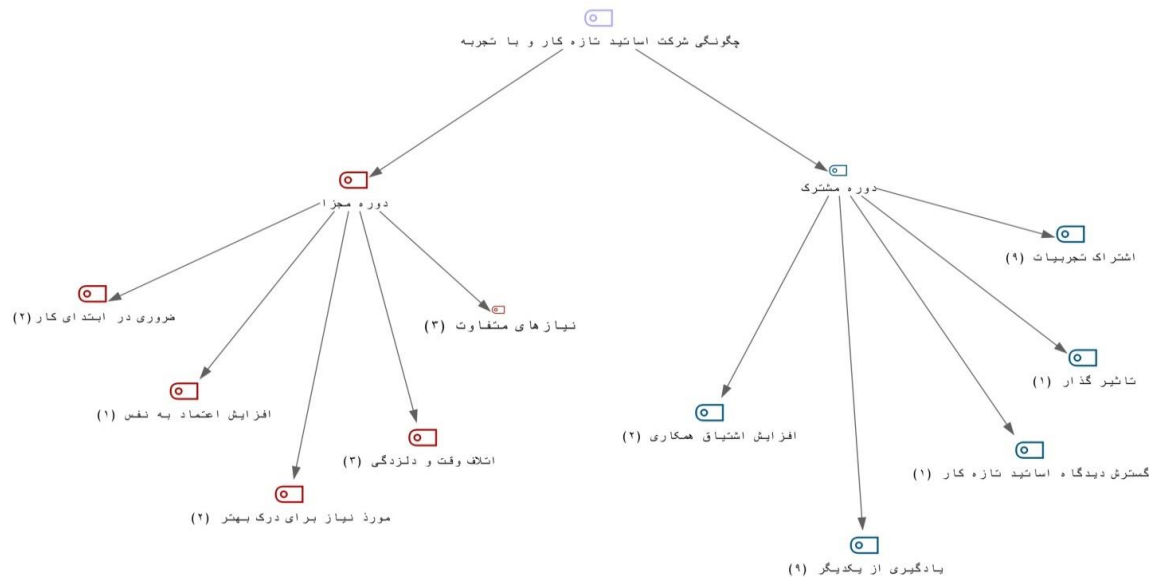 چگونگی شرکت اساتید تازه کار و با تجربه
دوره مشترک
دوره مجزا
اشتراک تجربیات (۹)
تاثیر گذار (۱)
گسترش دیدگاه اساتید تازه کار (۱)
یادگیری از یکدیگر (۹)
افزایش اشتیاق همکاری (۲)
نیازهای متفاوت (۳)
اتلاف وقت و دلزدگی (۳)
مورد نیاز برای درک بهتر (۲)
افزایش اعتماد به نفس (۱)
ضروری در ابتدای کار (۲)